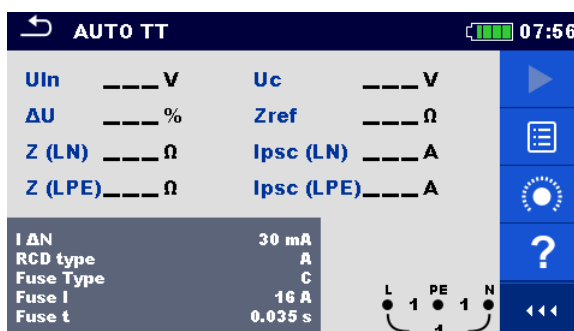 AUTO TT 07:56
Uln ___V Uc ___V
ΔU ___% Zref ___Ω
Z (LN) ___Ω Ipsc (LN) ___A
Z (LPE)___Ω Ipsc (LPE)___A
I ΔN 30 mA
RCD type A
Fuse Type C
Fuse I 16 A
Fuse t 0.035 s
?
L PE N
1 1
1